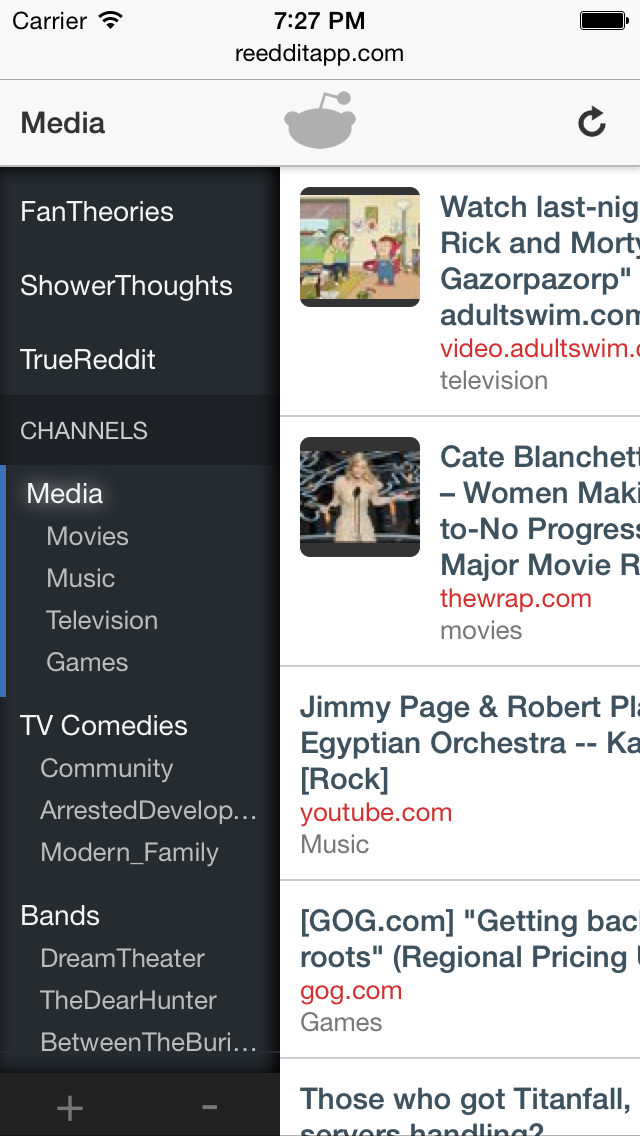 Carrier 7:27 PM
reedditapp.com
Media
FanTheories
ShowerThoughts
TrueReddit
CHANNELS
Media
Movies
Music
Television
Games
TV Comedies
Community
ArrestedDevelop...
Modern_Family
Bands
DreamTheater
TheDearHunter
BetweenTheBuri...
+ -
Watch last-nig
Rick and Morty
Gazorpazorp"
adultswim.com
video.adultswim.c
television
Cate Blanchett
– Women Maki
to-No Progress
Major Movie R
thewrap.com
movies
Jimmy Page & Robert Pla
Egyptian Orchestra -- Ka
[Rock]
youtube.com
Music
[GOG.com] "Getting back
roots" (Regional Pricing U
gog.com
Games
Those who got Titanfall,
servers handling?